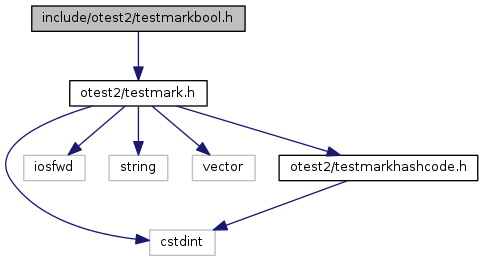 include/otest2/testmarkbool.h
otest2/testmark.h
iosfwd
string
vector
otest2/testmarkhashcode.h
cstdint